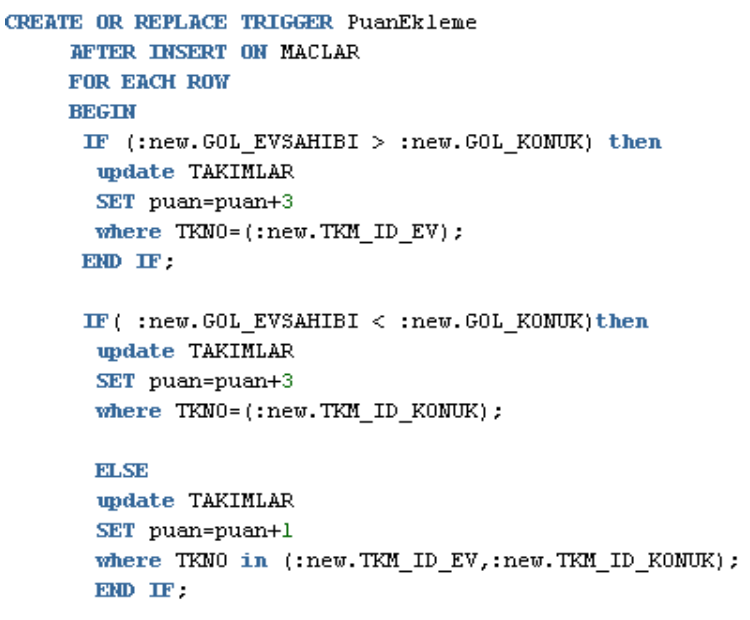 CREATE OR REPLACE TRIGGER PuanEkleme
AFTER INSERT ON MACLAR
FOR EACH ROW
BEGIN
IF (:new.GOL_EVSAHIBI > :new.GOL_KONUK) then
update TAKIMLAR
SET puan=puan+3
where TKNO=(:new.TKM_ID_EV);
END IF;
IF( :new.GOL_EVSAHIBI < :new.GOL_KONUK)then
update TAKIMLAR
SET puan=puan+3
where TKNO=(:new.TKM_ID_KONUK);
ELSE
update TAKIMLAR
SET puan=puan+1
where TKNO in (:new.TKM_ID_EV,:new.TKM_ID_KONUK);
END IF;